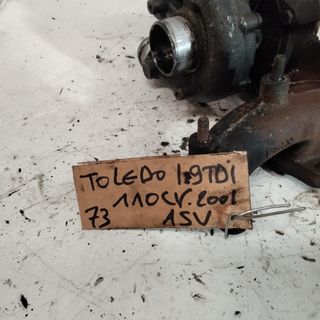 TOLEDO 1.9TDI
110CV. 2001
73 ASV